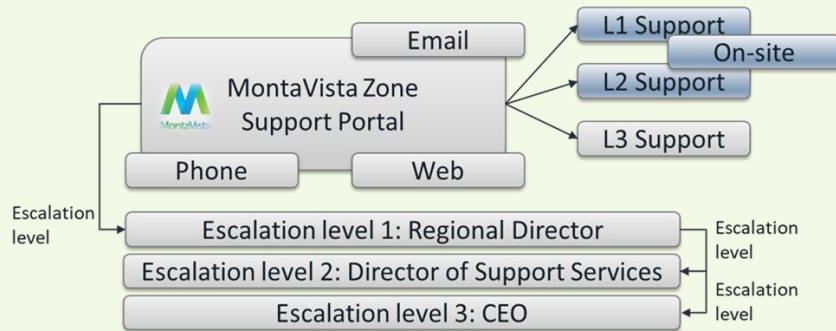 Email
MontaVista Zone
Support Portal
MontaVista
Phone
Web
L1 Support
On-site
L2 Support
L3 Support
Escalation
level
Escalation level 1: Regional Director
Escalation level 2: Director of Support Services
Escalation level 3: CEO
Escalation
level
Escalation
level